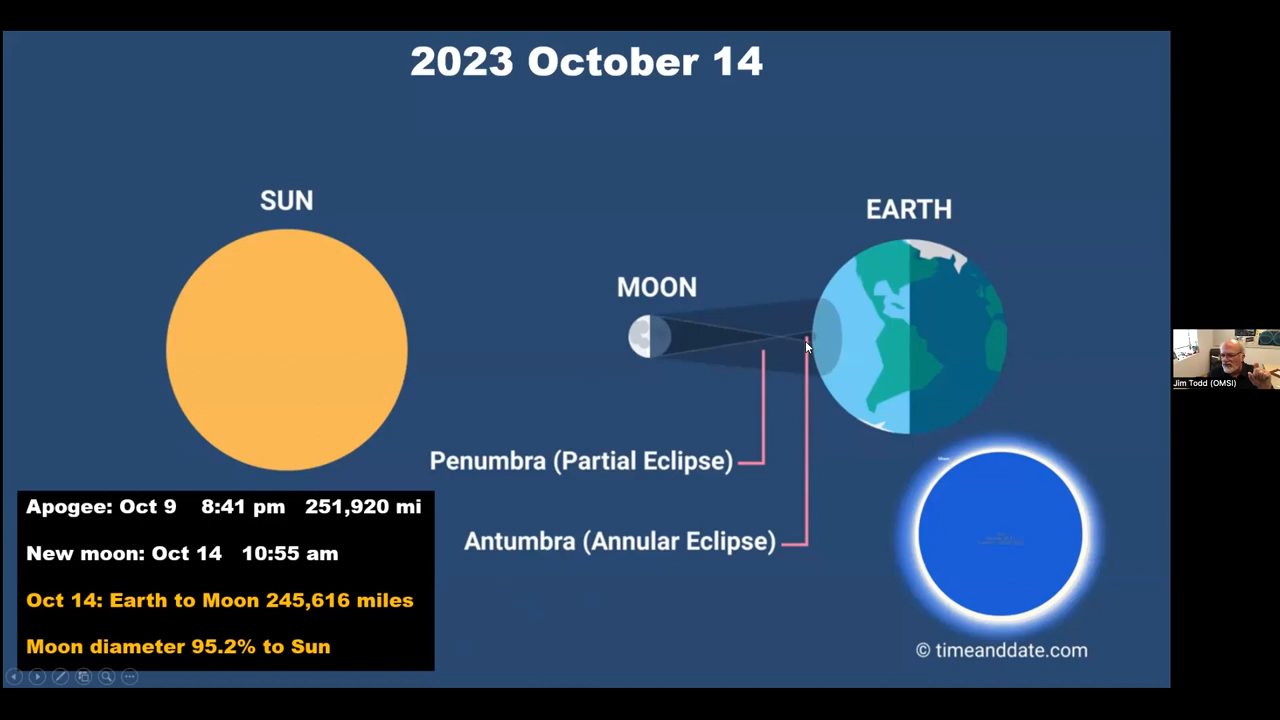 2023 October 14
SUN
EARTH
MOON
Penumbra (Partial Eclipse)
Antumbra (Annular Eclipse)
Apogee: Oct 9 8:41 pm 251,920 mi
New moon: Oct 14 10:55 am
Oct 14: Earth to Moon 245,616 miles
Moon diameter 95.2% to Sun
© timeanddate.com
Jim Todd (OMSI)